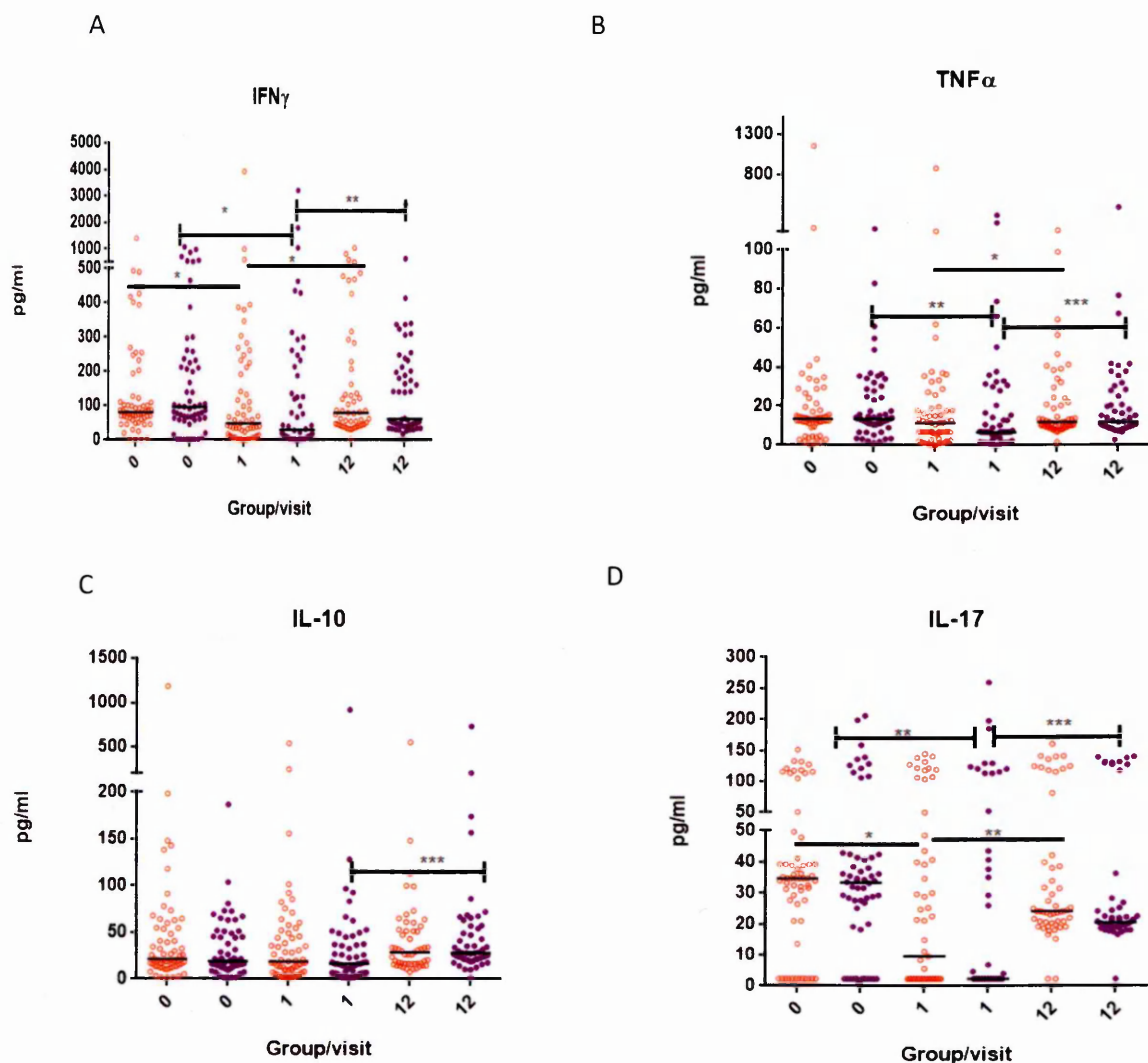 A
IFNγ
5000
4000
3000
2000
1000
500
400
300
200
100
0
pg/ml
*
**
*
*
0 0 1 1 12 12
Group/visit
B
TNFα
1300
800
100
80
60
40
20
0
pg/ml
*
**
***
0 0 1 1 12 12
Group/visit
C
IL-10
1500
1000
500
200
150
100
50
0
pg/ml
***
0 0 1 1 12 12
Group/visit
D
IL-17
300
250
200
150
100
50
50
40
30
20
10
0
pg/ml
**
***
*
**
0 0 1 1 12 12
Group/visit